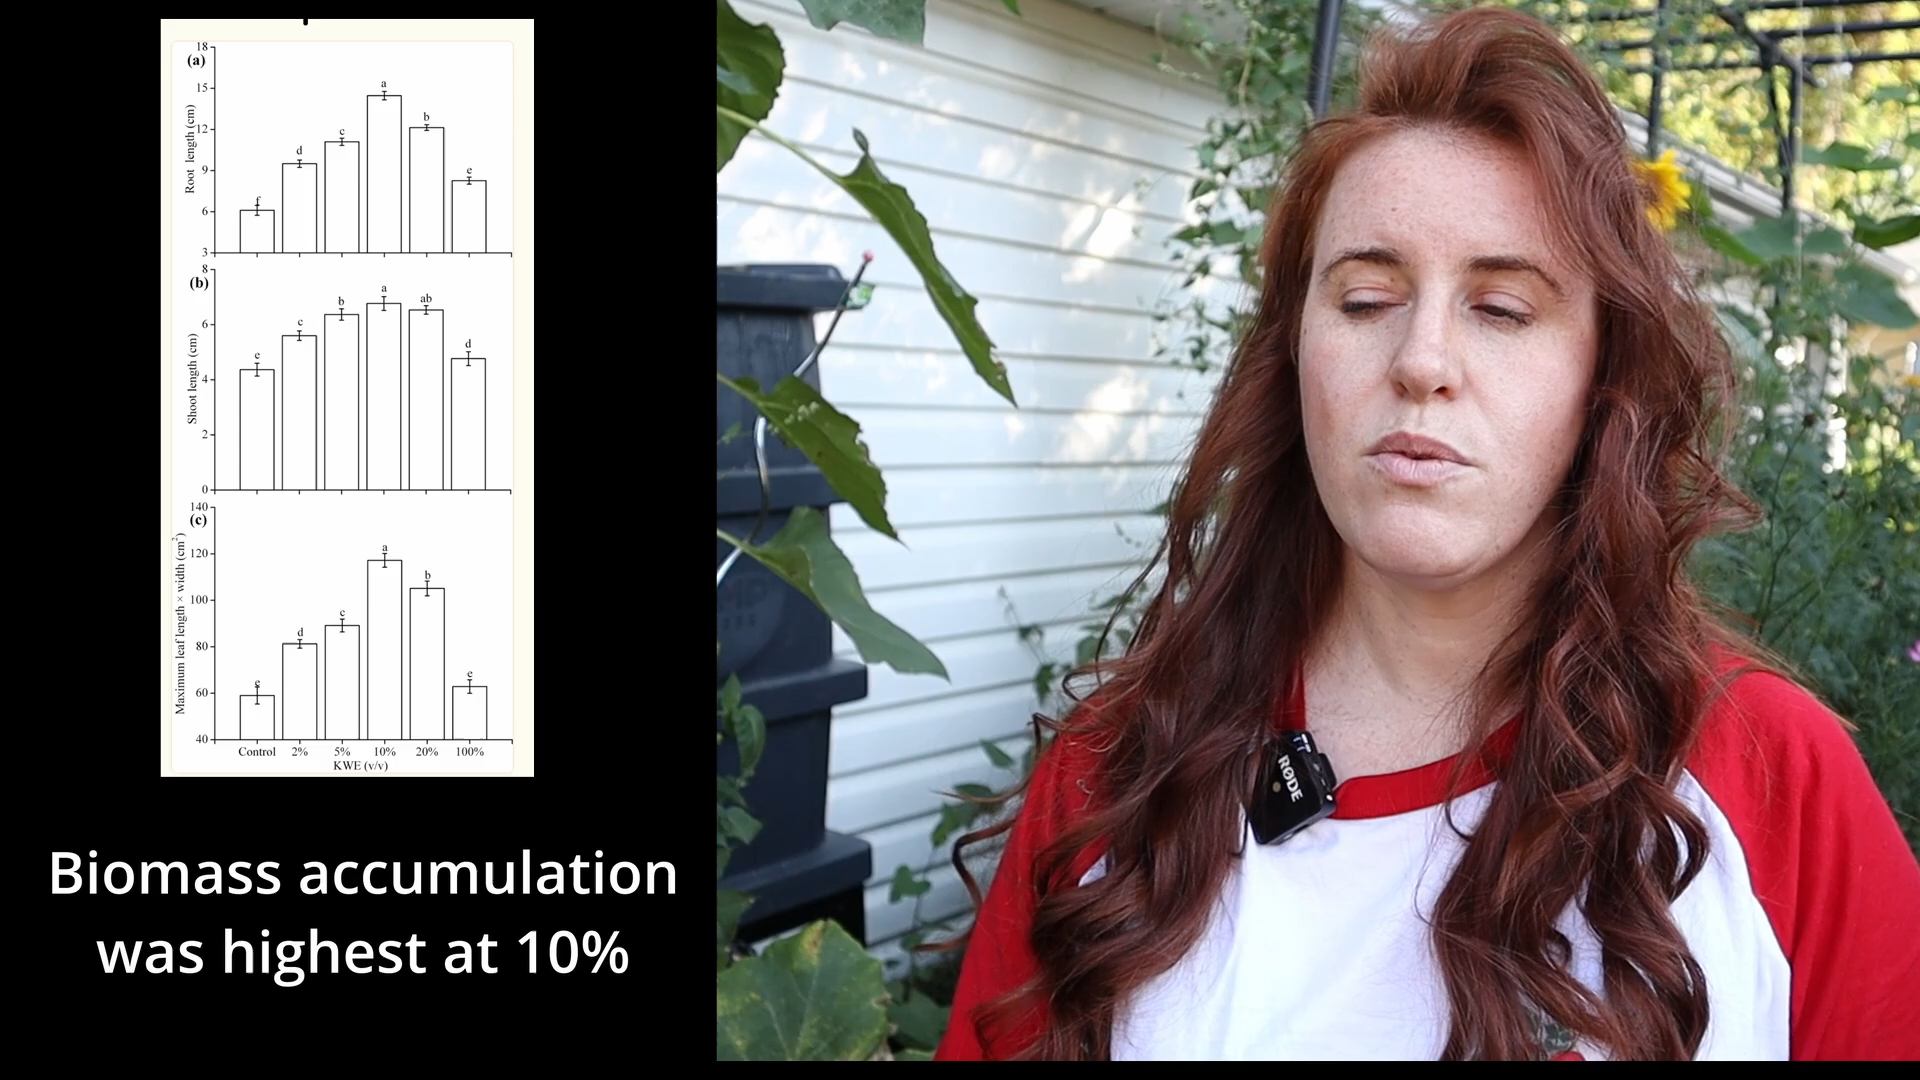 18
(a)
15
12
9
6
3
Root length (cm)
f
d
c
a
b
e
8
(b)
6
4
2
0
Shoot length (cm)
e
c
b
a
ab
d
140
(c)
120
100
80
60
40
Maximum leaf length × width (cm²)
e
d
c
a
b
e
Control 2% 5% 10% 20% 100%
KWE (v/v)
Biomass accumulation
was highest at 10%
RØDE